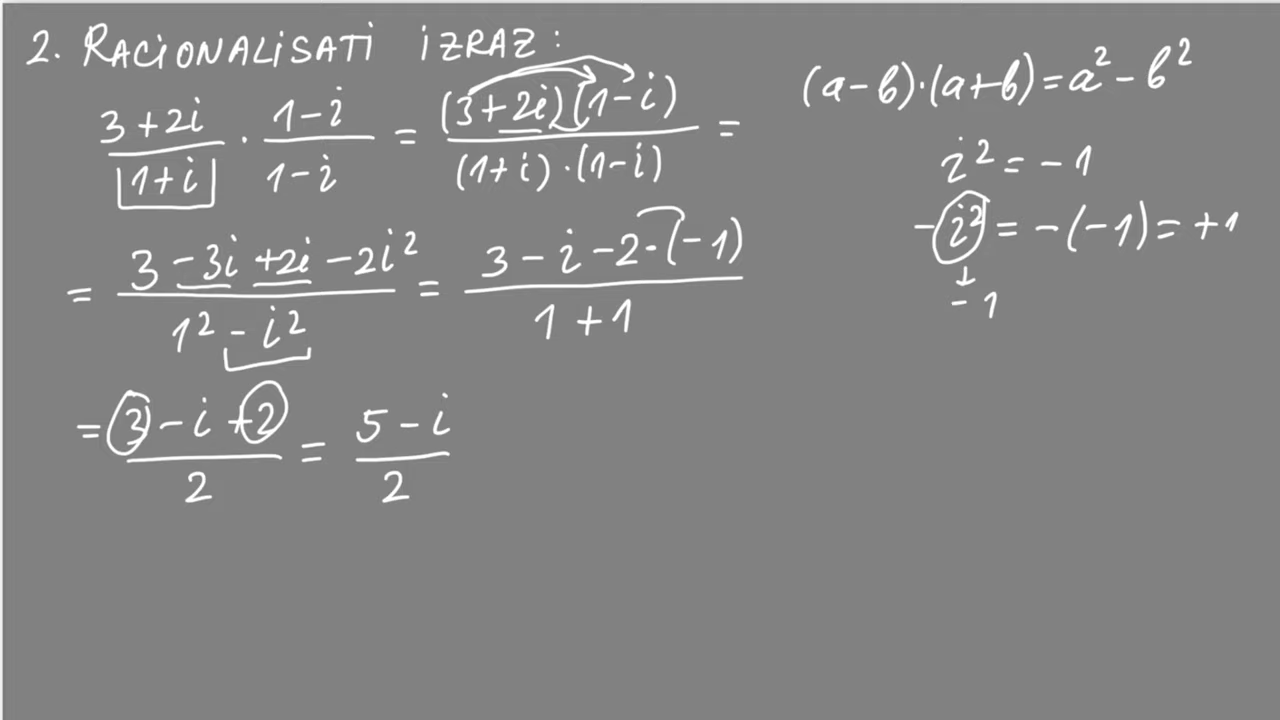 2. RACIONALISATI IZRAZ:
(3+2i)/(1+i) · (1-i)/(1-i) = ((3+2i)(1-i))/((1+i)·(1-i)) =
= (3-3i+2i-2i²)/(1²-i²) = (3-i-2·(-1))/(1+1)
= (3-i+2)/2 = (5-i)/2
(a-b)·(a+b)=a²-b²
i² = -1
-i² = -(-1) = +1
↓
-1